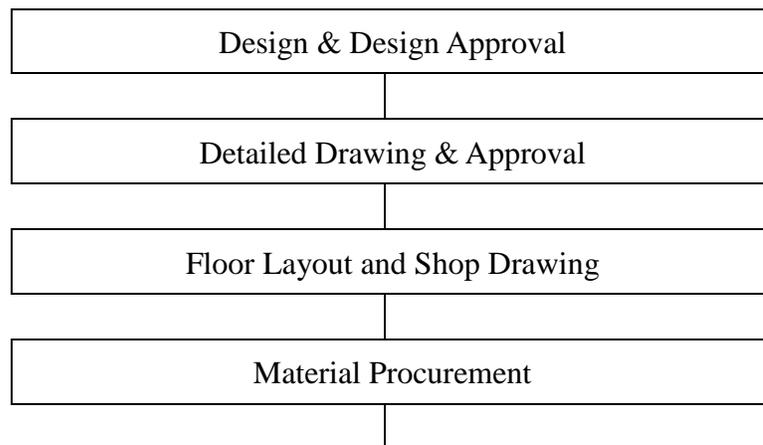 Design & Design Approval
Detailed Drawing & Approval
Floor Layout and Shop Drawing
Material Procurement